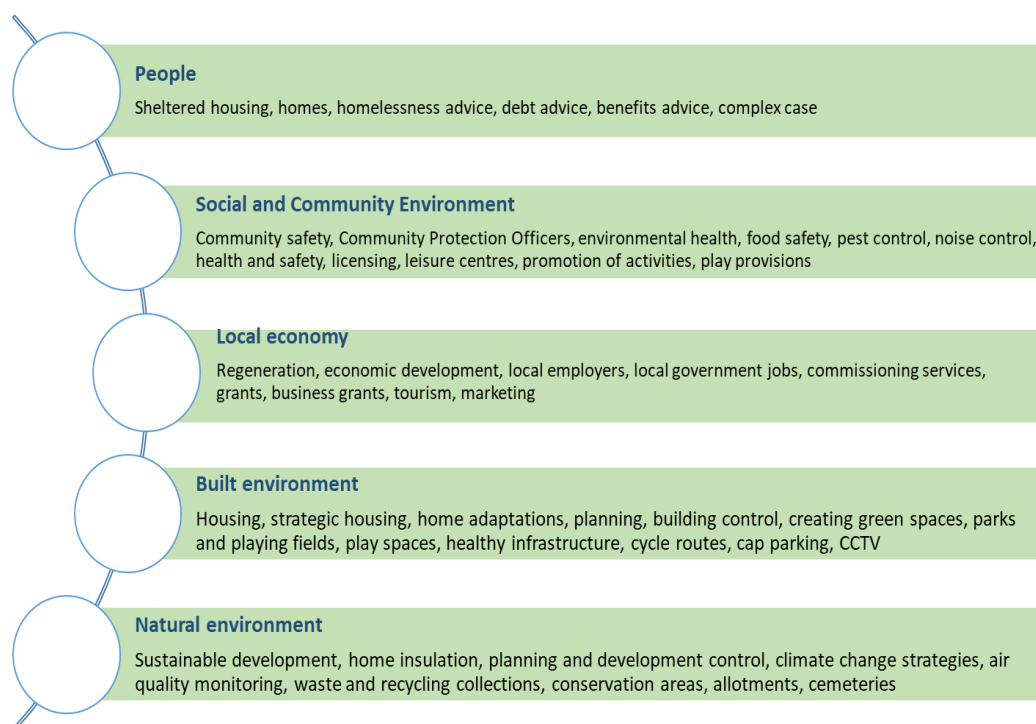 People
Sheltered housing, homes, homelessness advice, debt advice, benefits advice, complex case
Social and Community Environment
Community safety, Community Protection Officers, environmental health, food safety, pest control, noise control,
health and safety, licensing, leisure centres, promotion of activities, play provisions
Local economy
Regeneration, economic development, local employers, local government jobs, commissioning services,
grants, business grants, tourism, marketing
Built environment
Housing, strategic housing, home adaptations, planning, building control, creating green spaces, parks
and playing fields, play spaces, healthy infrastructure, cycle routes, cap parking, CCTV
Natural environment
Sustainable development, home insulation, planning and development control, climate change strategies, air
quality monitoring, waste and recycling collections, conservation areas, allotments, cemeteries